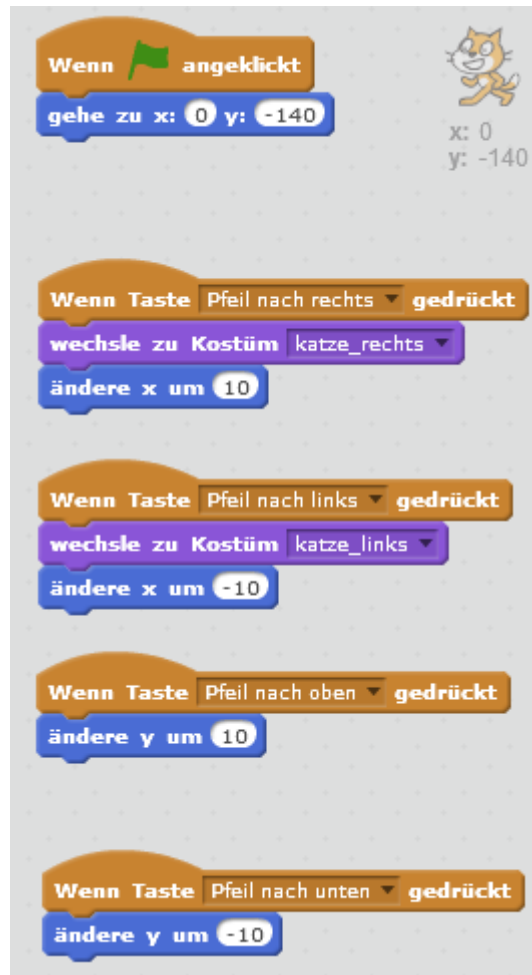 Wenn angeklickt
gehe zu x: 0 y: -140
x: 0
y: -140
Wenn Taste Pfeil nach rechts gedrückt
wechsle zu Kostüm katze_rechts
ändere x um 10
Wenn Taste Pfeil nach links gedrückt
wechsle zu Kostüm katze_links
ändere x um -10
Wenn Taste Pfeil nach oben gedrückt
ändere y um 10
Wenn Taste Pfeil nach unten gedrückt
ändere y um -10